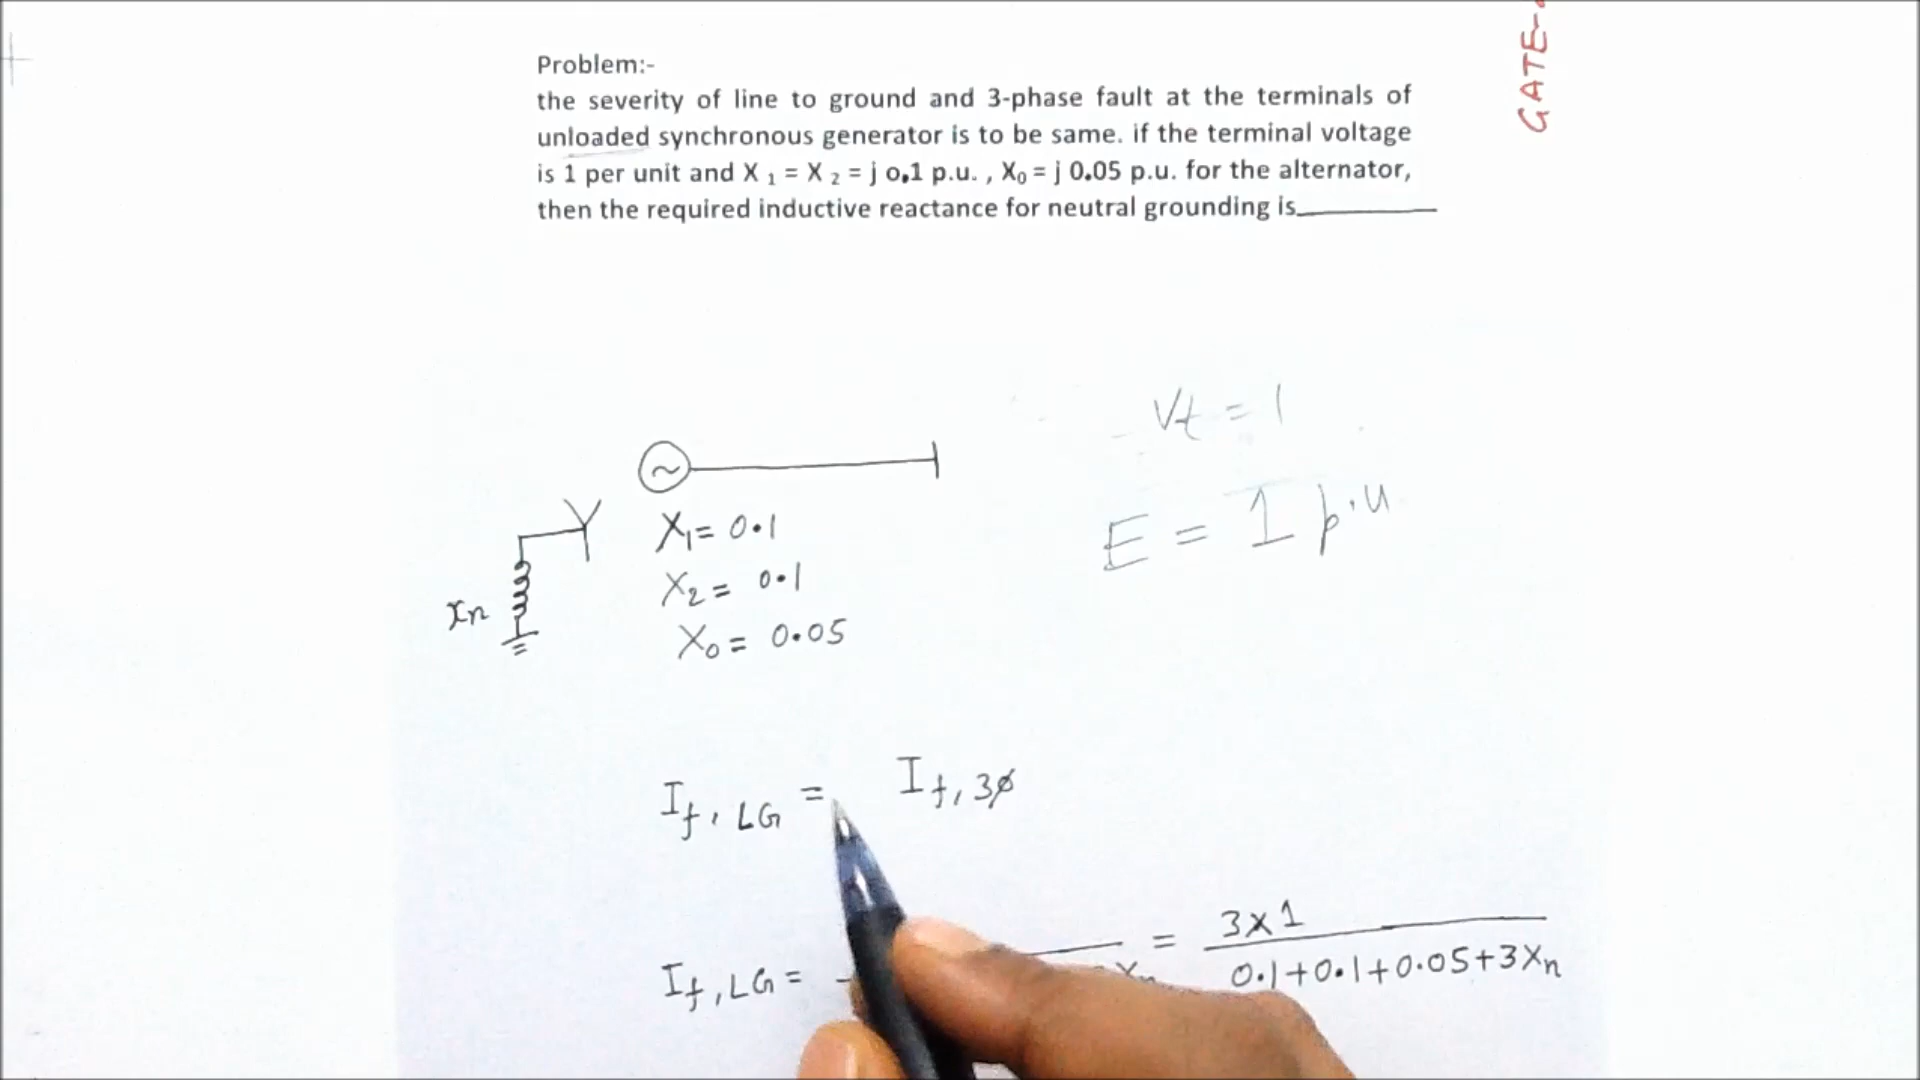 Problem:-
the severity of line to ground and 3-phase fault at the terminals of
unloaded synchronous generator is to be same. if the terminal voltage
is 1 per unit and X 1 = X 2 = j o,1 p.u. , X0 = j 0.05 p.u. for the alternator,
then the required inductive reactance for neutral grounding is
GATE-
Vt = 1
E = 1 p.u
X1 = 0.1
X2 = 0.1
X0 = 0.05
Xn
If, LG = If, 3ø
If, LG = = 3x1
0.1+0.1+0.05+3Xn